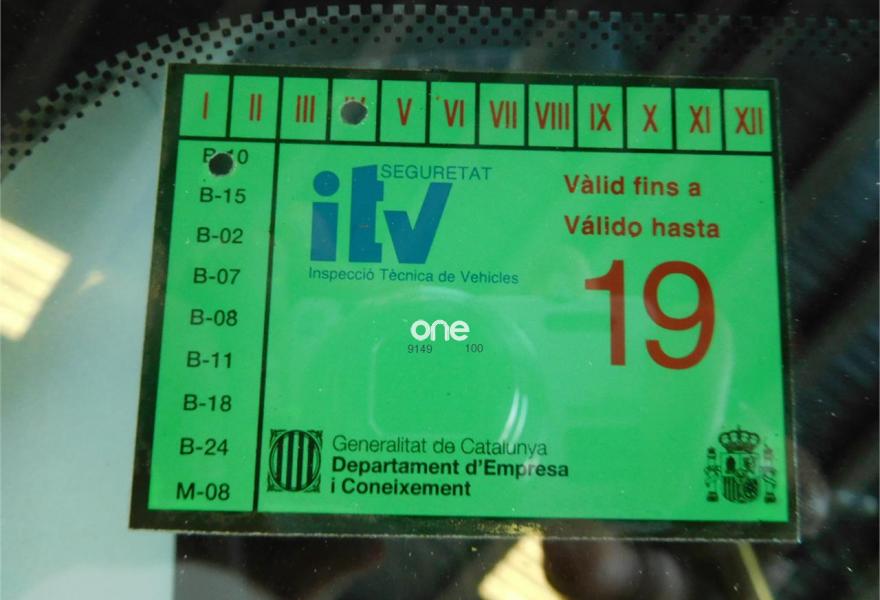 I II III V VI VII VIII IX X XI XII
B-10
B-15
B-02
B-07
B-08
B-11
B-18
B-24
M-08
SEGURETAT
itv
Inspecció Tècnica de Vehicles
Vàlid fins a
Válido hasta
19
one
9149 100
Generalitat de Catalunya
Departament d'Empresa
i Coneixement